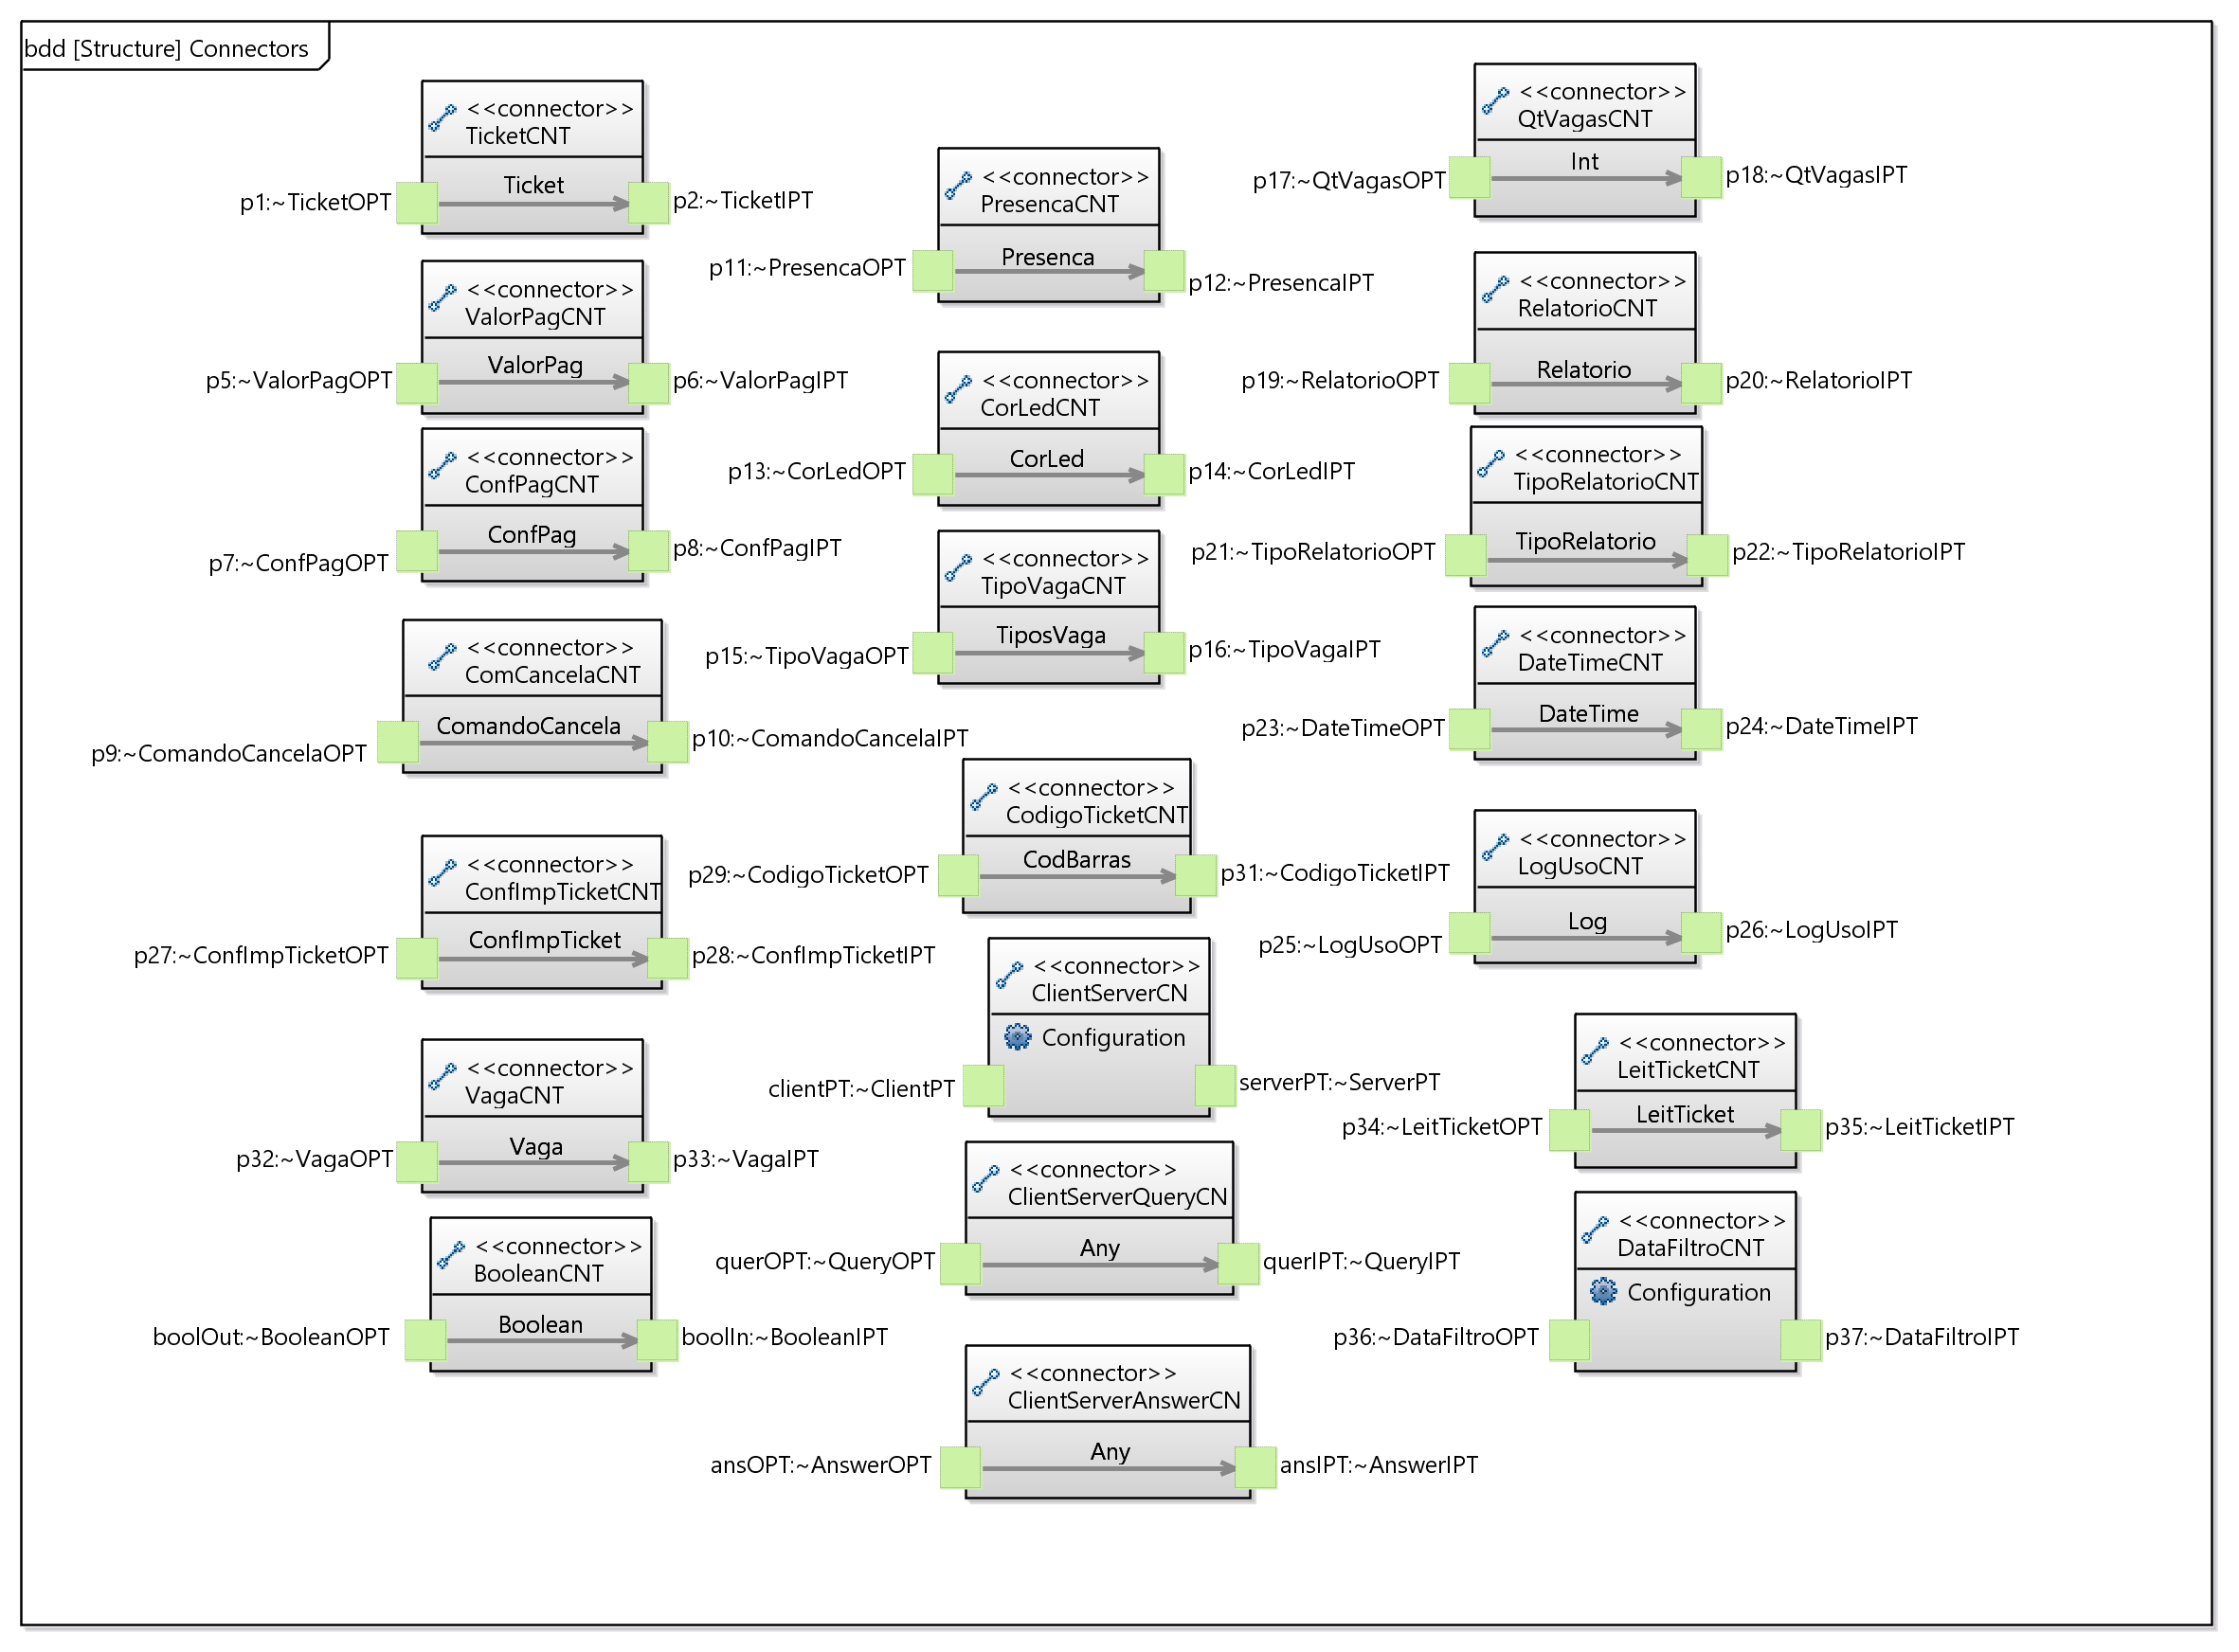 bdd [Structure] Connectors
<<connector>>
TicketCNT
Ticket
p1:~TicketOPT
p2:~TicketIPT
<<connector>>
ValorPagCNT
ValorPag
p5:~ValorPagOPT
p6:~ValorPagIPT
<<connector>>
ConfPagCNT
ConfPag
p7:~ConfPagOPT
p8:~ConfPagIPT
<<connector>>
ComCancelaCNT
ComandoCancela
p9:~ComandoCancelaOPT
p10:~ComandoCancelaIPT
<<connector>>
ConfImpTicketCNT
ConfImpTicket
p27:~ConfImpTicketOPT
p28:~ConfImpTicketIPT
<<connector>>
VagaCNT
Vaga
p32:~VagaOPT
p33:~VagaIPT
<<connector>>
BooleanCNT
Boolean
boolOut:~BooleanOPT
boolIn:~BooleanIPT
<<connector>>
PresencaCNT
Presenca
p11:~PresencaOPT
p12:~PresencaIPT
<<connector>>
CorLedCNT
CorLed
p13:~CorLedOPT
p14:~CorLedIPT
<<connector>>
TipoVagaCNT
TiposVaga
p15:~TipoVagaOPT
p16:~TipoVagaIPT
<<connector>>
CodigoTicketCNT
CodBarras
p29:~CodigoTicketOPT
p31:~CodigoTicketIPT
<<connector>>
ClientServerCN
Configuration
clientPT:~ClientPT
serverPT:~ServerPT
<<connector>>
ClientServerQueryCN
Any
querOPT:~QueryOPT
querIPT:~QueryIPT
<<connector>>
ClientServerAnswerCN
Any
ansOPT:~AnswerOPT
ansIPT:~AnswerIPT
<<connector>>
QtVagasCNT
Int
p17:~QtVagasOPT
p18:~QtVagasIPT
<<connector>>
RelatorioCNT
Relatorio
p19:~RelatorioOPT
p20:~RelatorioIPT
<<connector>>
TipoRelatorioCNT
TipoRelatorio
p21:~TipoRelatorioOPT
p22:~TipoRelatorioIPT
<<connector>>
DateTimeCNT
DateTime
p23:~DateTimeOPT
p24:~DateTimeIPT
<<connector>>
LogUsoCNT
Log
p25:~LogUsoOPT
p26:~LogUsoIPT
<<connector>>
LeitTicketCNT
LeitTicket
p34:~LeitTicketOPT
p35:~LeitTicketIPT
<<connector>>
DataFiltroCNT
Configuration
p36:~DataFiltroOPT
p37:~DataFiltroIPT